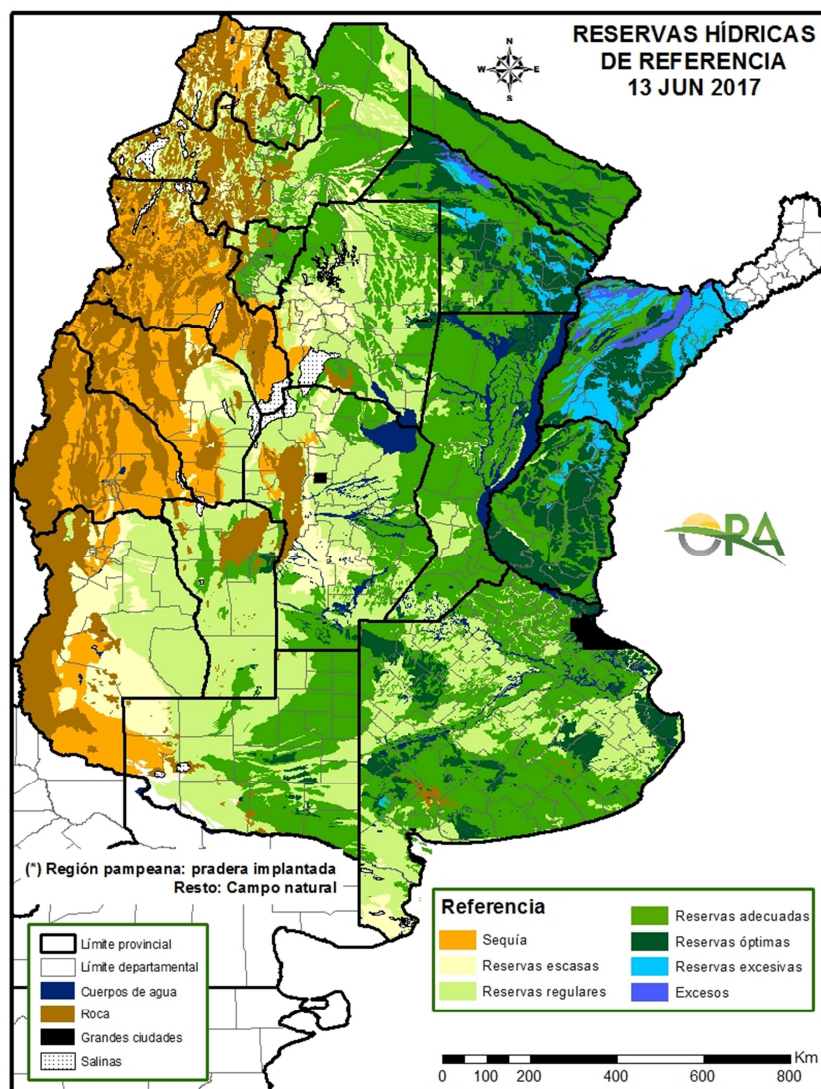 RESERVAS HÍDRICAS
DE REFERENCIA
13 JUN 2017
N
W E
S
OPA
(*) Región pampeana: pradera implantada
Resto: Campo natural
Límite provincial
Límite departamental
Cuerpos de agua
Roca
Grandes ciudades
Salinas
Referencia
Sequía
Reservas escasas
Reservas regulares
Reservas adecuadas
Reservas óptimas
Reservas excesivas
Excesos
Km
0 100 200 400 600 800